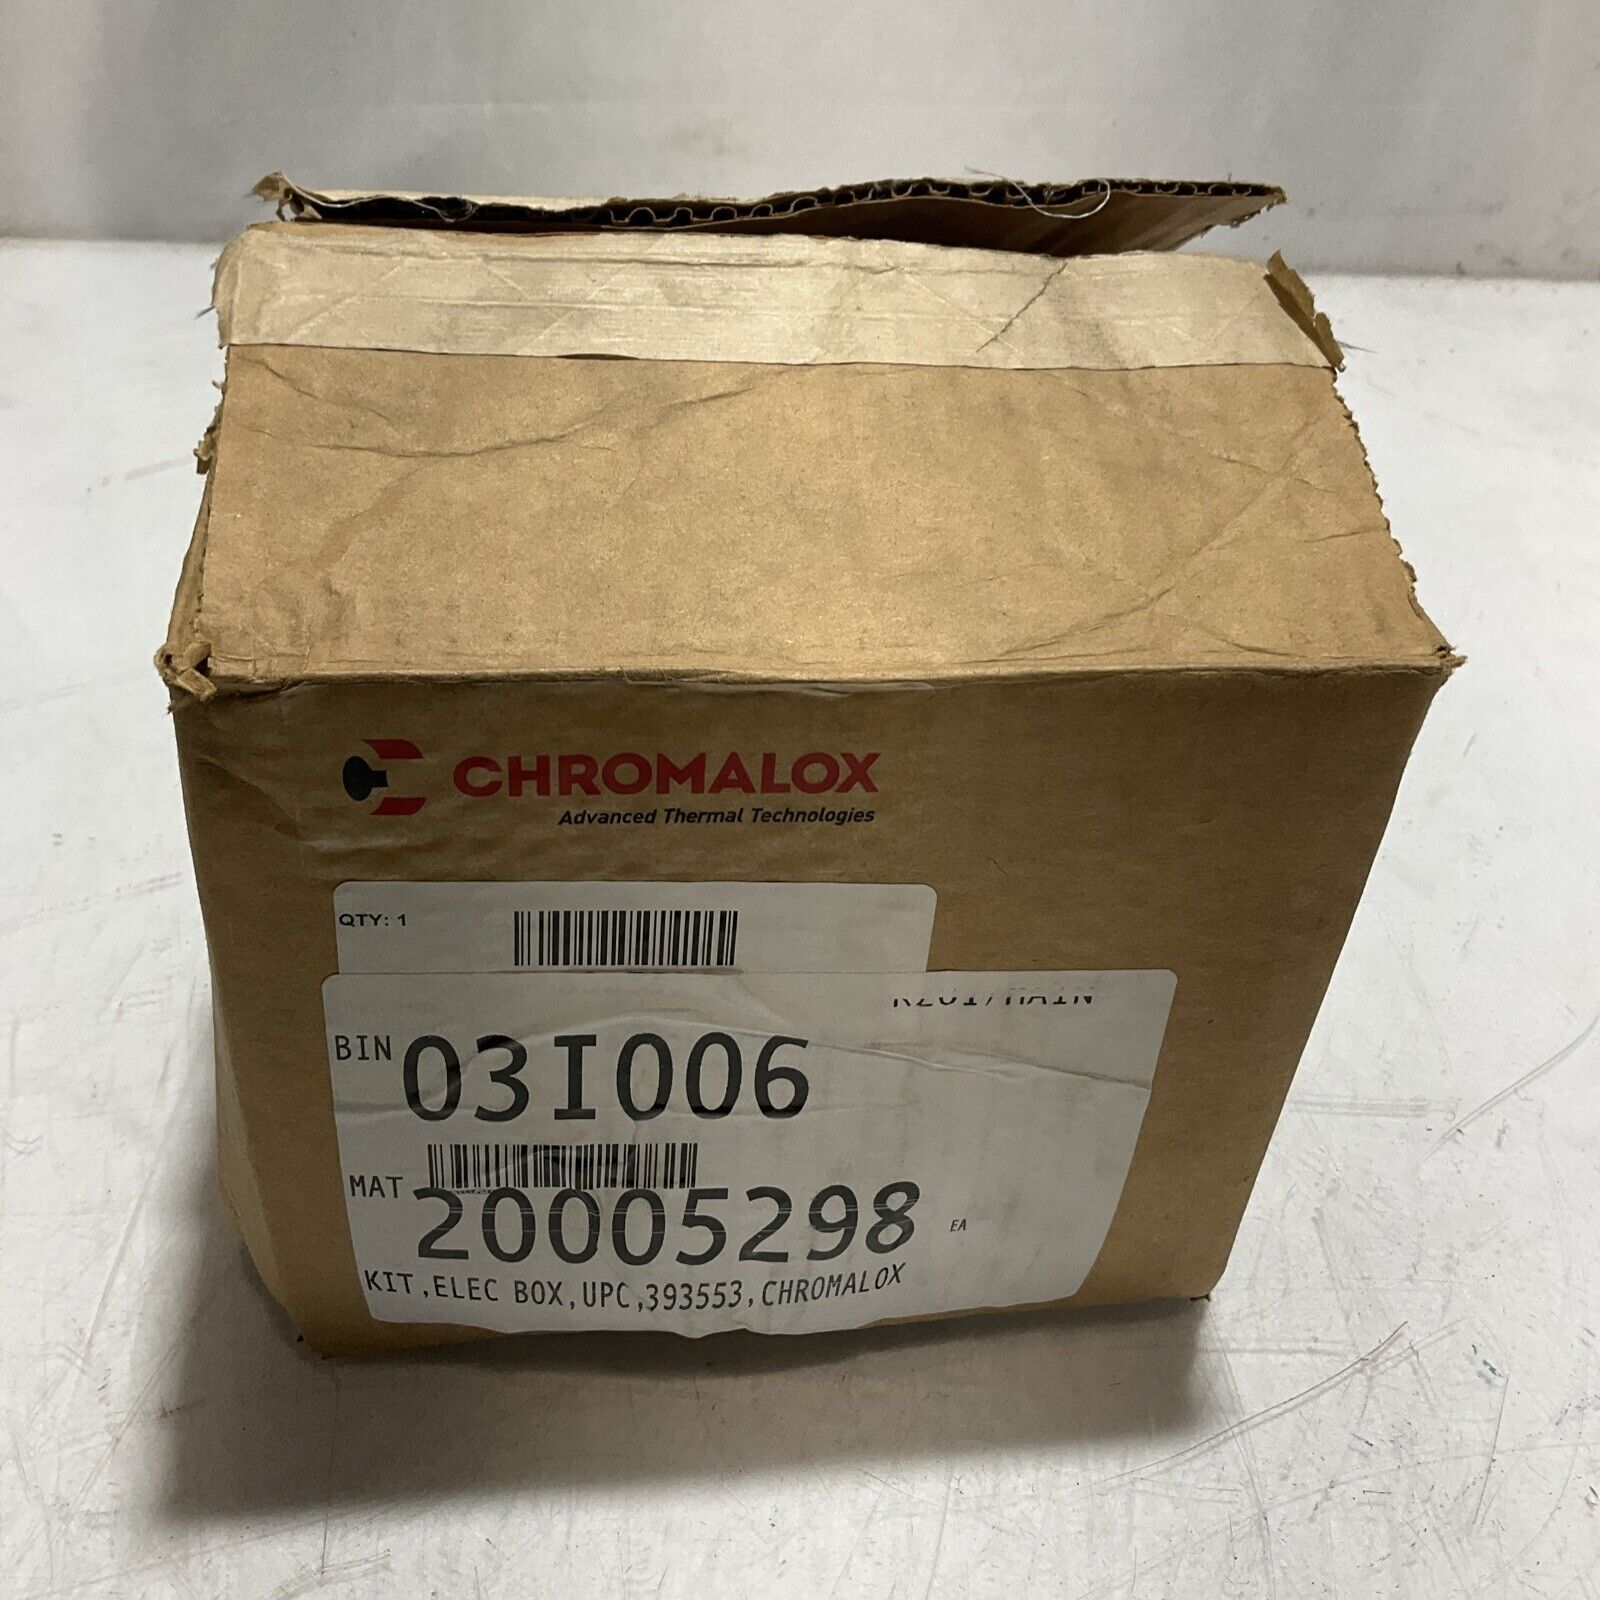 CHROMALOX
Advanced Thermal Technologies
QTY: 1
BIN 03I006
MAT 20005298 EA
KIT,ELEC BOX,UPC,393553,CHROMALOX